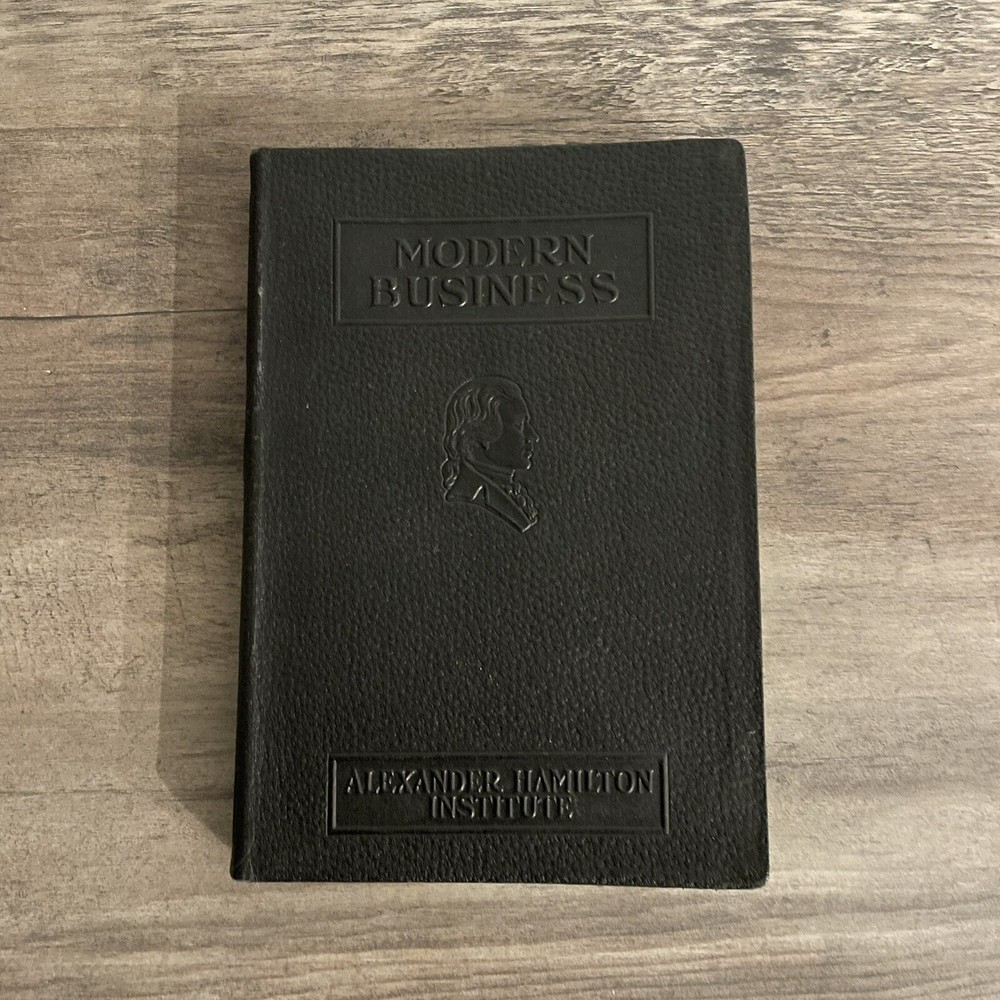 MODERN
BUSINESS
ALEXANDER HAMILTON
INSTITUTE